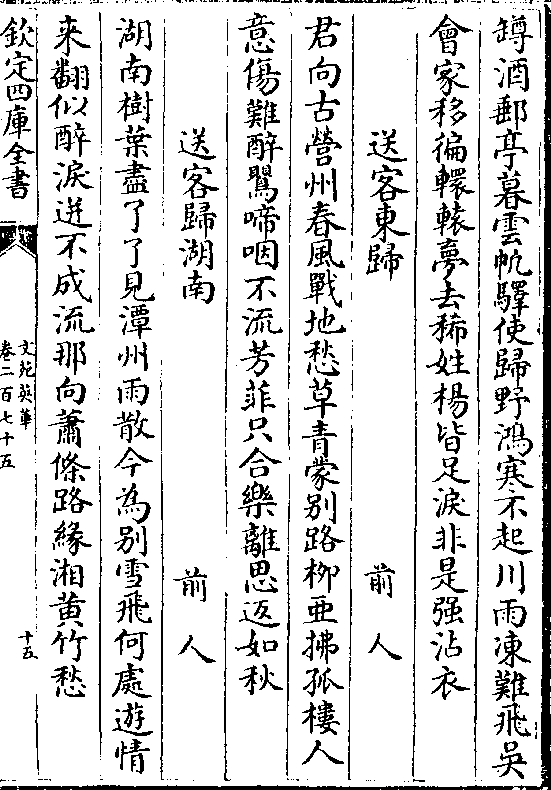 罇酒郵亭暮雲帆驛使歸野鴻寒不起川雨凍難飛吳
會家移徧轘轅夢去稀姓楊皆足淚非是强沾衣
送客東歸 前人
君向古營州春風戰地愁草青蒙别路柳亞拂孤樓人
意傷難醉鸎啼咽不流芳菲只合樂離思返如秋
送客歸湖南 前人
湖南樹葉盡了了見潭州雨散今為别雪飛何處遊情
来翻似醉淚迸不成流那向蕭條路緣湘黄竹愁
欽定四庫全書
文苑英華
卷二百七十五
十五